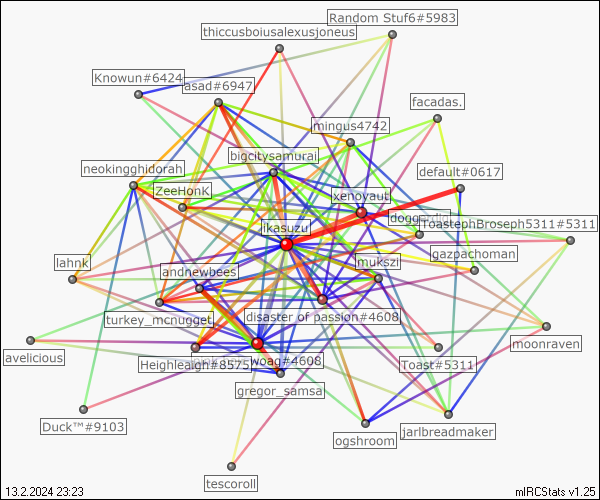 Random Stuf6#5983
thiccusboiusalexusjoneus
Knowun#6424
asad#6947
facadas.
mingus4742
bigcitysamurai
neokingghidorah
default#0617
ZeeHonK
xenoyaut
ToastephBroseph5311#5311
ikasuzu
gazpachoman
mukszi
lahnk
andnewbees
disaster of passion#4608
turkey_mcnugget
moonraven
avelicious
Heighleaigh#8575
woag#4608
Toast#5311
gregor_samsa
Duck™#9103
ogshroom
jarlbreadmaker
tescoroll
13.2.2024 23:23
mIRCStats v1.25